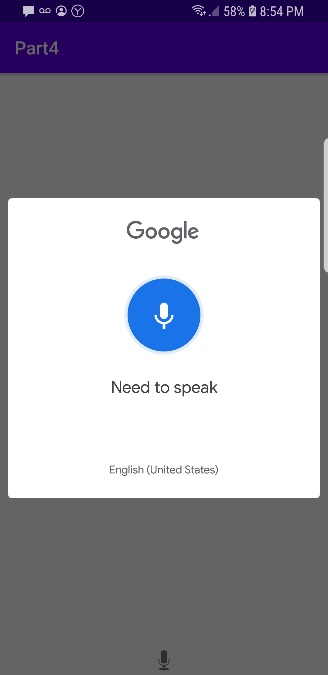 58% 8:54 PM
Part4
Google
Need to speak
English (United States)